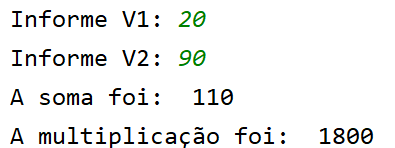 Informe V1: 20
Informe V2: 90
A soma foi:  110
A multiplicação foi:  1800